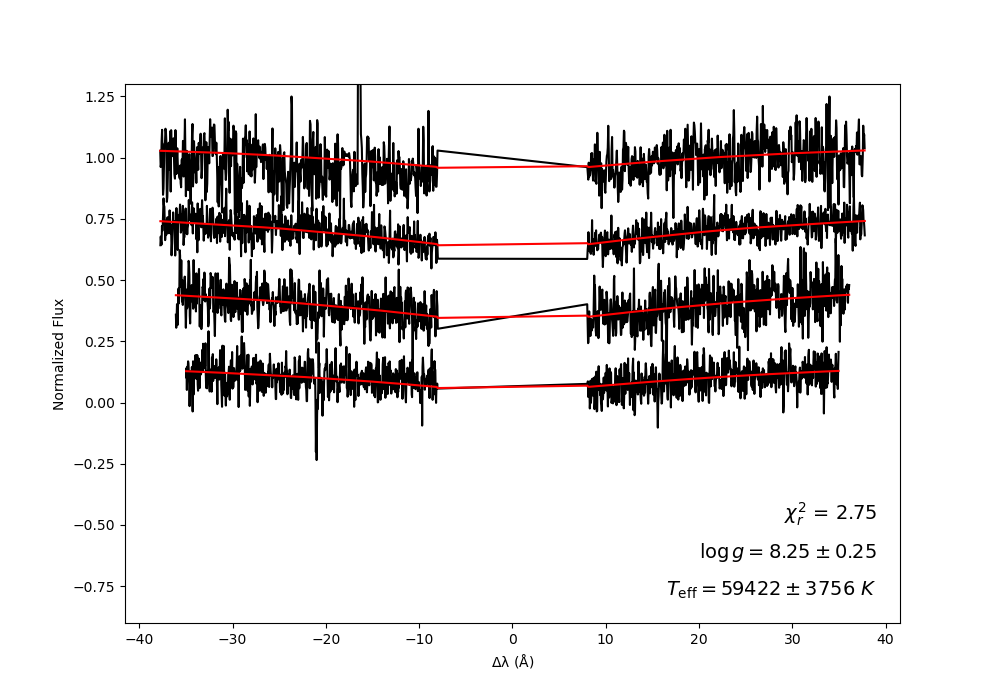 1.25
1.00
0.75
0.50
0.25
0.00
−0.25
−0.50
−0.75
Normalized Flux
χ²ᵣ = 2.75
log g = 8.25 ± 0.25
T_eff = 59422 ± 3756 K
−40 −30 −20 −10 0 10 20 30 40
Δλ (Å)